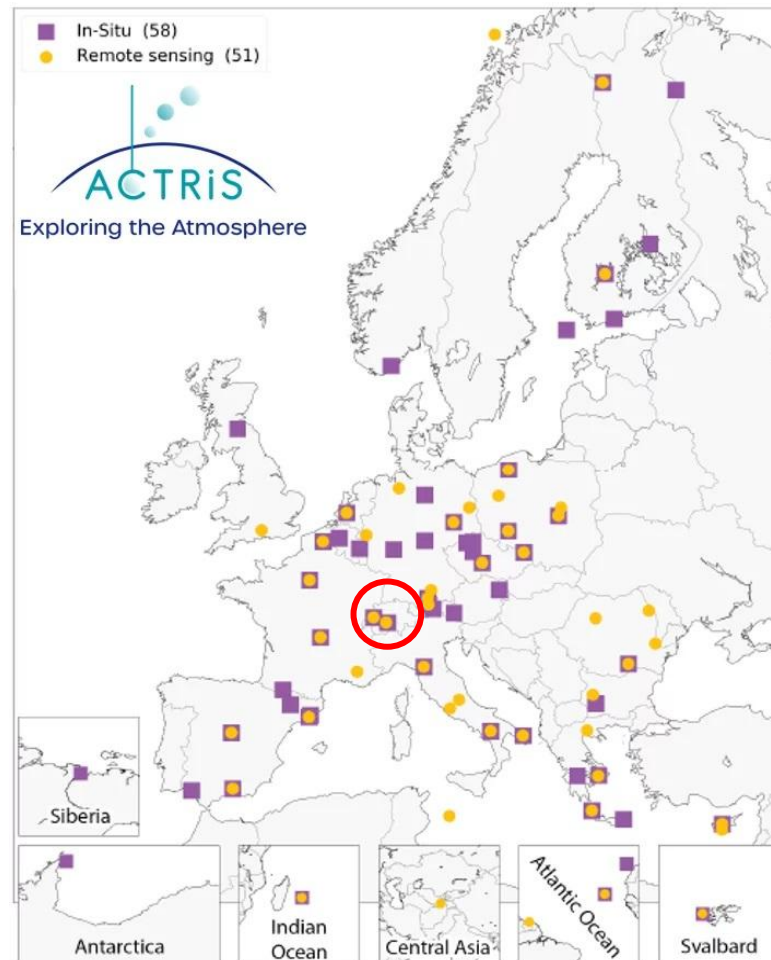 In-Situ (58)
Remote sensing (51)
ACTRiS
Exploring the Atmosphere
Siberia
Antarctica
Indian
Ocean
Central Asia
Atlantic Ocean
Svalbard